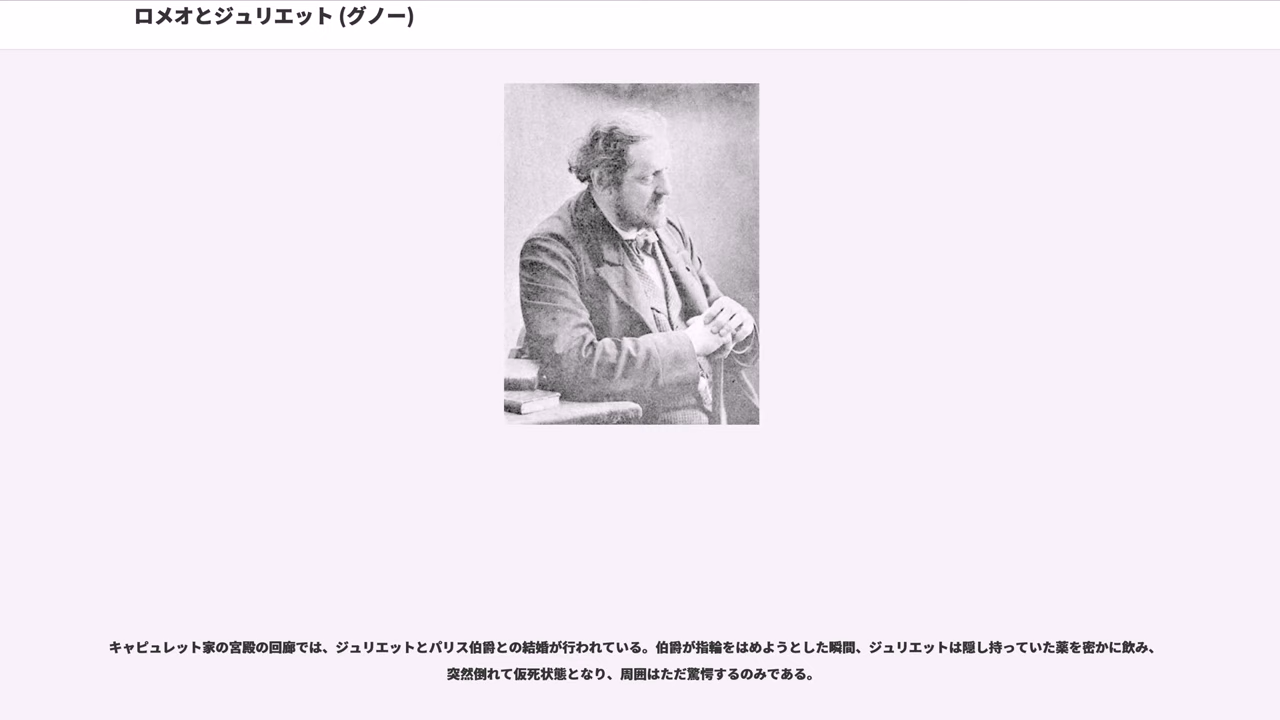 ロメオとジュリエット (グノー)
キャピュレット家の宮殿の回廊では、ジュリエットとパリス伯爵との結婚が行われている。伯爵が指輪をはめようとした瞬間、ジュリエットは隠し持っていた薬を密かに飲み、
突然倒れて仮死状態となり、周囲はただ驚愕するのみである。